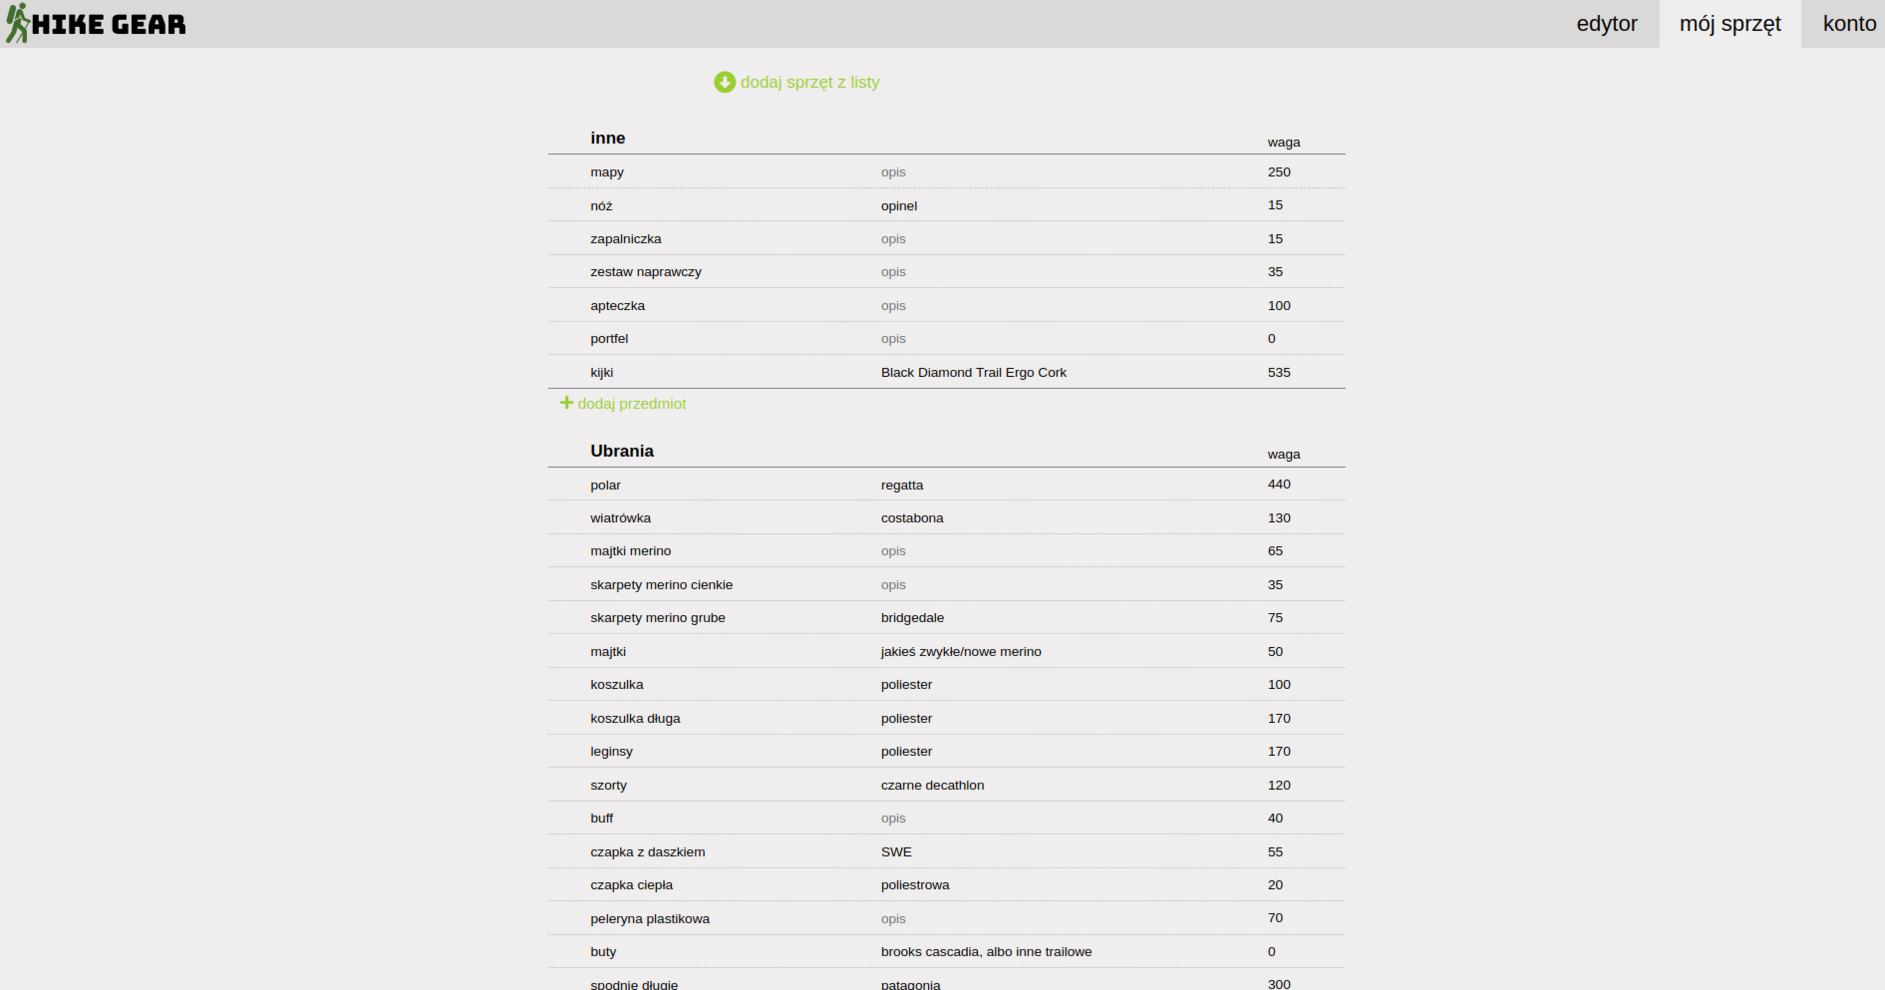 HIKE GEAR edytor mój sprzęt konto
dodaj sprzęt z listy
inne waga
mapy opis 250
nóż opinel 15
zapalniczka opis 15
zestaw naprawczy opis 35
apteczka opis 100
portfel opis 0
kijki Black Diamond Trail Ergo Cork 535
dodaj przedmiot
Ubrania waga
polar regatta 440
wiatrówka costabona 130
majtki merino opis 65
skarpety merino cienkie opis 35
skarpety merino grube bridgedale 75
majtki jakieś zwykłe/nowe merino 50
koszulka poliester 100
koszulka długa poliester 170
leginsy poliester 170
szorty czarne decathlon 120
buff opis 40
czapka z daszkiem SWE 55
czapka ciepła poliestrowa 20
peleryna plastikowa opis 70
buty brooks cascadia, albo inne trailowe 0
spodnie długie patagonia 300